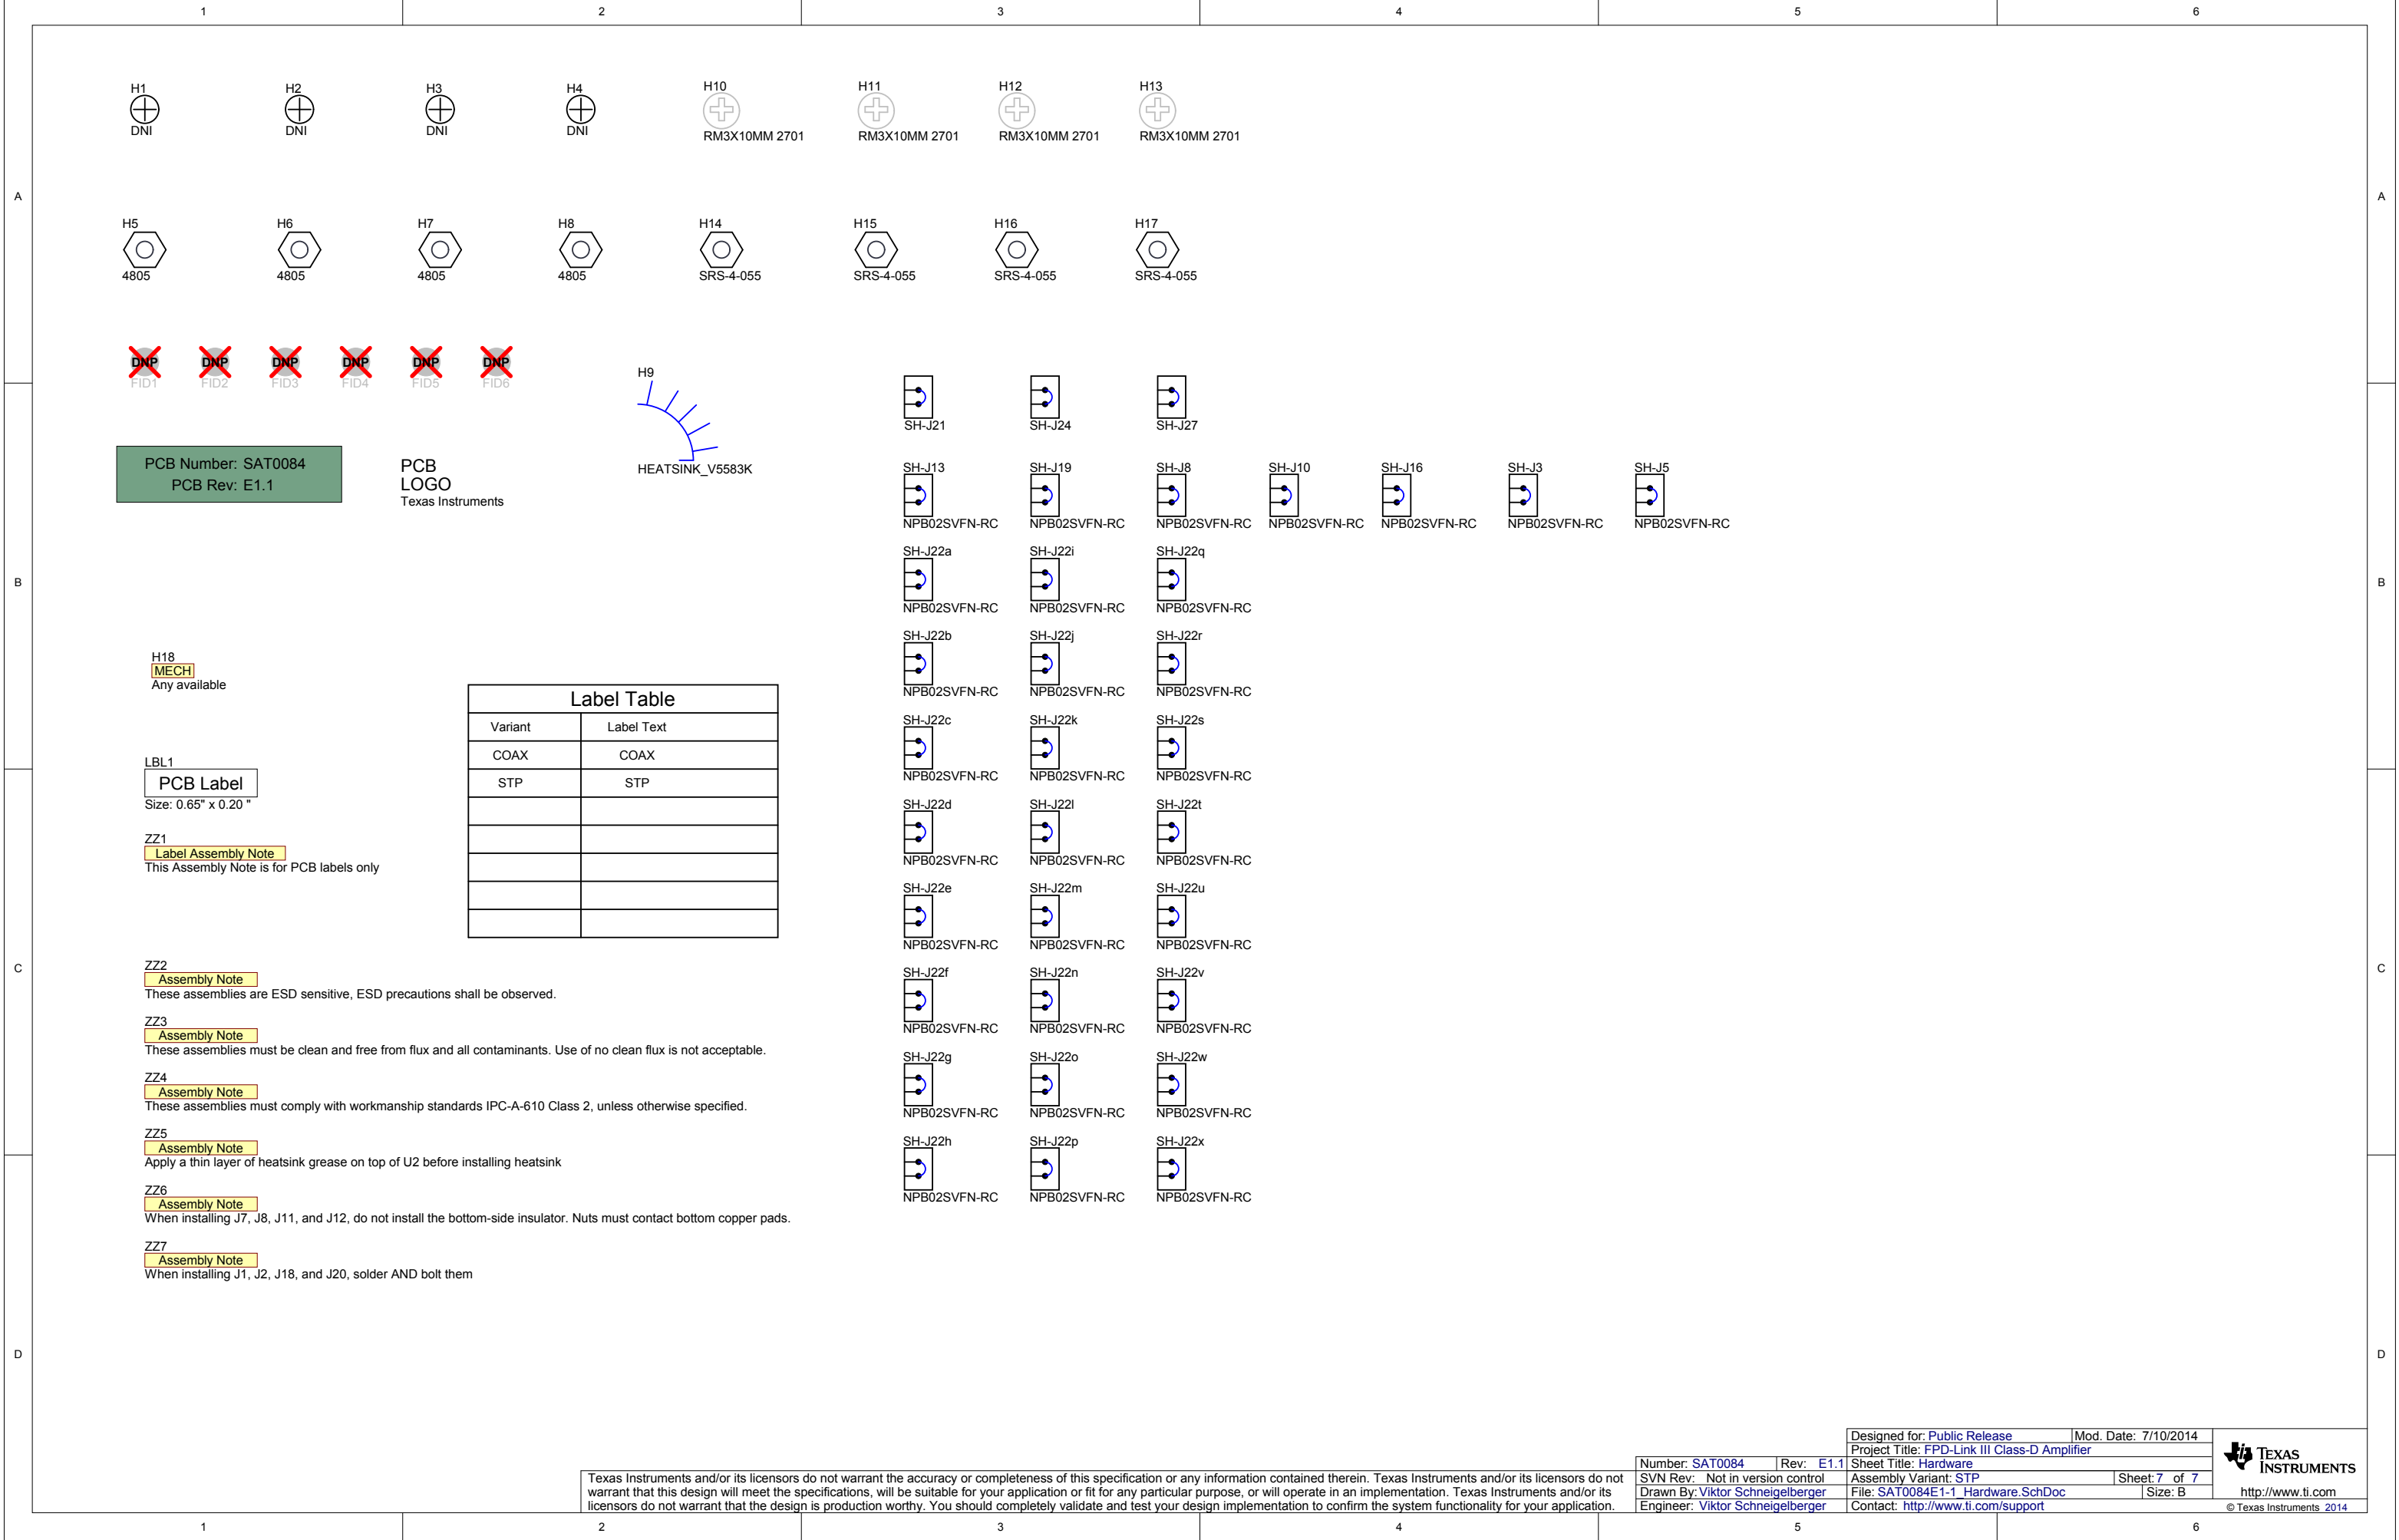 1 2 3 4 5 6
H1 H2 H3 H4 H10 H11 H12 H13
DNI DNI DNI DNI RM3X10MM 2701 RM3X10MM 2701 RM3X10MM 2701 RM3X10MM 2701
A A
H5 H6 H7 H8 H14 H15 H16 H17
4805 4805 4805 4805 SRS-4-055 SRS-4-055 SRS-4-055 SRS-4-055
DNP DNP DNP DNP DNP DNP
FID1 FID2 FID3 FID4 FID5 FID6
H9
HEATSINK_V5583K
PCB Number: SAT0084
PCB Rev: E1.1
PCB
LOGO
Texas Instruments
SH-J21 SH-J24 SH-J27
SH-J13 SH-J19 SH-J8 SH-J10 SH-J16 SH-J3 SH-J5
NPB02SVFN-RC NPB02SVFN-RC NPB02SVFN-RC NPB02SVFN-RC NPB02SVFN-RC NPB02SVFN-RC NPB02SVFN-RC
SH-J22a SH-J22i SH-J22q
NPB02SVFN-RC NPB02SVFN-RC NPB02SVFN-RC
B B
SH-J22b SH-J22j SH-J22r
NPB02SVFN-RC NPB02SVFN-RC NPB02SVFN-RC
SH-J22c SH-J22k SH-J22s
NPB02SVFN-RC NPB02SVFN-RC NPB02SVFN-RC
SH-J22d SH-J22l SH-J22t
NPB02SVFN-RC NPB02SVFN-RC NPB02SVFN-RC
SH-J22e SH-J22m SH-J22u
NPB02SVFN-RC NPB02SVFN-RC NPB02SVFN-RC
SH-J22f SH-J22n SH-J22v
NPB02SVFN-RC NPB02SVFN-RC NPB02SVFN-RC
SH-J22g SH-J22o SH-J22w
NPB02SVFN-RC NPB02SVFN-RC NPB02SVFN-RC
SH-J22h SH-J22p SH-J22x
NPB02SVFN-RC NPB02SVFN-RC NPB02SVFN-RC
H18
MECH
Any available
Label Table
Variant Label Text
COAX COAX
STP STP
LBL1
PCB Label
Size: 0.65" x 0.20 "
ZZ1
Label Assembly Note
This Assembly Note is for PCB labels only
C C
ZZ2
Assembly Note
These assemblies are ESD sensitive, ESD precautions shall be observed.
ZZ3
Assembly Note
These assemblies must be clean and free from flux and all contaminants. Use of no clean flux is not acceptable.
ZZ4
Assembly Note
These assemblies must comply with workmanship standards IPC-A-610 Class 2, unless otherwise specified.
ZZ5
Assembly Note
Apply a thin layer of heatsink grease on top of U2 before installing heatsink
ZZ6
Assembly Note
When installing J7, J8, J11, and J12, do not install the bottom-side insulator. Nuts must contact bottom copper pads.
ZZ7
Assembly Note
When installing J1, J2, J18, and J20, solder AND bolt them
D D
Texas Instruments and/or its licensors do not warrant the accuracy or completeness of this specification or any information contained therein. Texas Instruments and/or its licensors do not
warrant that this design will meet the specifications, will be suitable for your application or fit for any particular purpose, or will operate in an implementation. Texas Instruments and/or its
licensors do not warrant that the design is production worthy. You should completely validate and test your design implementation to confirm the system functionality for your application.
Designed for: Public Release Mod. Date: 7/10/2014
Project Title: FPD-Link III Class-D Amplifier
Number: SAT0084 Rev: E1.1 Sheet Title: Hardware
SVN Rev: Not in version control Assembly Variant: STP Sheet: 7 of 7
Drawn By: Viktor Schneigelberger File: SAT0084E1-1_Hardware.SchDoc Size: B
Engineer: Viktor Schneigelberger Contact: http://www.ti.com/support
TEXAS
INSTRUMENTS
http://www.ti.com
© Texas Instruments 2014
1 2 3 4 5 6